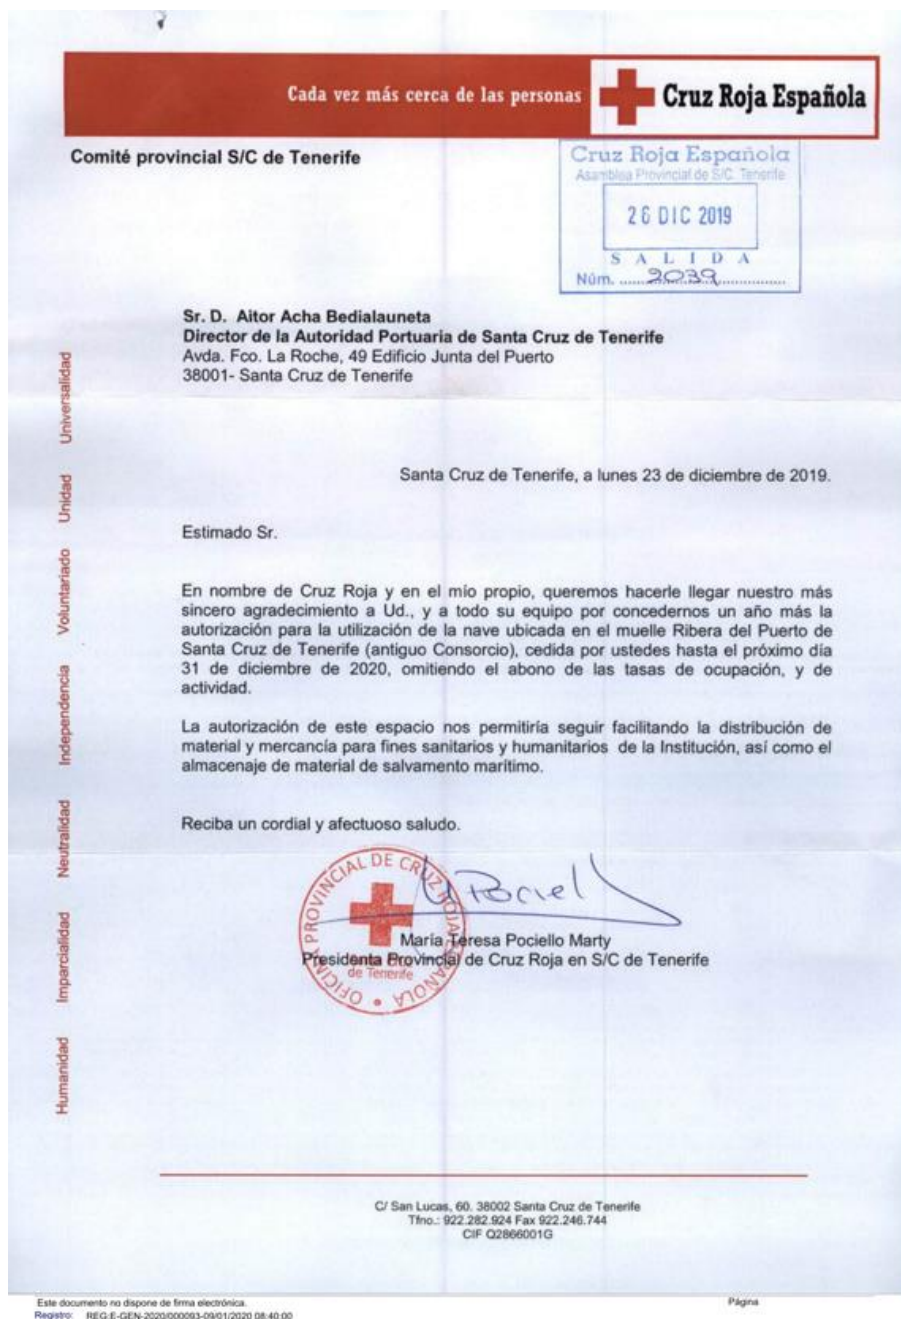 Cada vez más cerca de las personas
Cruz Roja Española
Comité provincial S/C de Tenerife
Cruz Roja Española
Asamblea Provincial de S/C. Tenerife
26 DIC 2019
SALIDA
Núm. 2039
Sr. D. Aitor Acha Bedialauneta
Director de la Autoridad Portuaria de Santa Cruz de Tenerife
Avda. Fco. La Roche, 49 Edificio Junta del Puerto
38001- Santa Cruz de Tenerife
Santa Cruz de Tenerife, a lunes 23 de diciembre de 2019.
Estimado Sr.
En nombre de Cruz Roja y en el mio propio, queremos hacerle llegar nuestro más
sincero agradecimiento a Ud., y a todo su equipo por concedernos un año más la
autorización para la utilización de la nave ubicada en el muelle Ribera del Puerto de
Santa Cruz de Tenerife (antiguo Consorcio), cedida por ustedes hasta el próximo día
31 de diciembre de 2020, omitiendo el abono de las tasas de ocupación, y de
actividad.
La autorización de este espacio nos permitiría seguir facilitando la distribución de
material y mercancía para fines sanitarios y humanitarios de la Institución, así como el
almacenaje de material de salvamento marítimo.
Reciba un cordial y afectuoso saludo.
OFICINA PROVINCIAL DE CRUZ ROJA ESPAÑOLA
de Tenerife
María Teresa Pociello Marty
Presidenta Provincial de Cruz Roja en S/C de Tenerife
Humanidad Imparcialidad Neutralidad Independencia Voluntariado Unidad Universalidad
C/ San Lucas, 60. 38002 Santa Cruz de Tenerife
Tfno.: 922.282.924 Fax 922.246.744
CIF Q2866001G
Este documento no dispone de firma electrónica.
Página
Registro: REG:E-GEN-2020/000093-09/01/2020 08:40:00